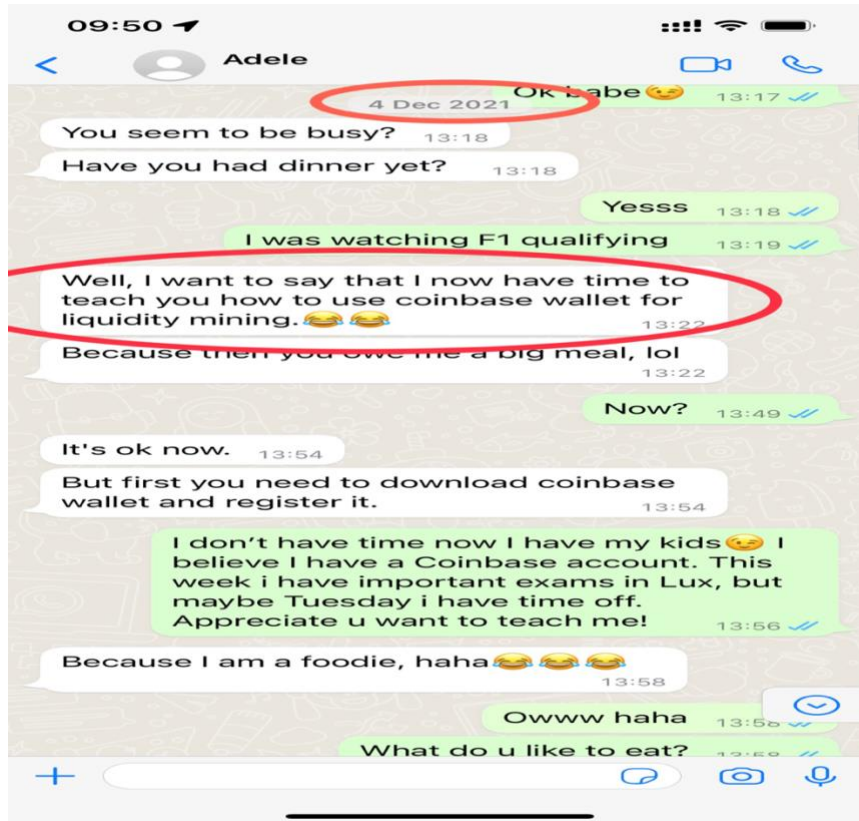 09:50
Adele
Ok babe😉 13:17
4 Dec 2021
You seem to be busy? 13:18
Have you had dinner yet? 13:18
Yesss 13:18
I was watching F1 qualifying 13:19
Well, I want to say that I now have time to
teach you how to use coinbase wallet for
liquidity mining.😂😂 13:22
Because then you owe me a big meal, lol
13:22
Now? 13:49
It's ok now. 13:54
But first you need to download coinbase
wallet and register it. 13:54
I don't have time now I have my kids😉 I
believe I have a Coinbase account. This
week i have important exams in Lux, but
maybe Tuesday i have time off.
Appreciate u want to teach me! 13:56
Because I am a foodie, haha😂😂😂
13:58
Owww haha 13:58
What do u like to eat? 13:58